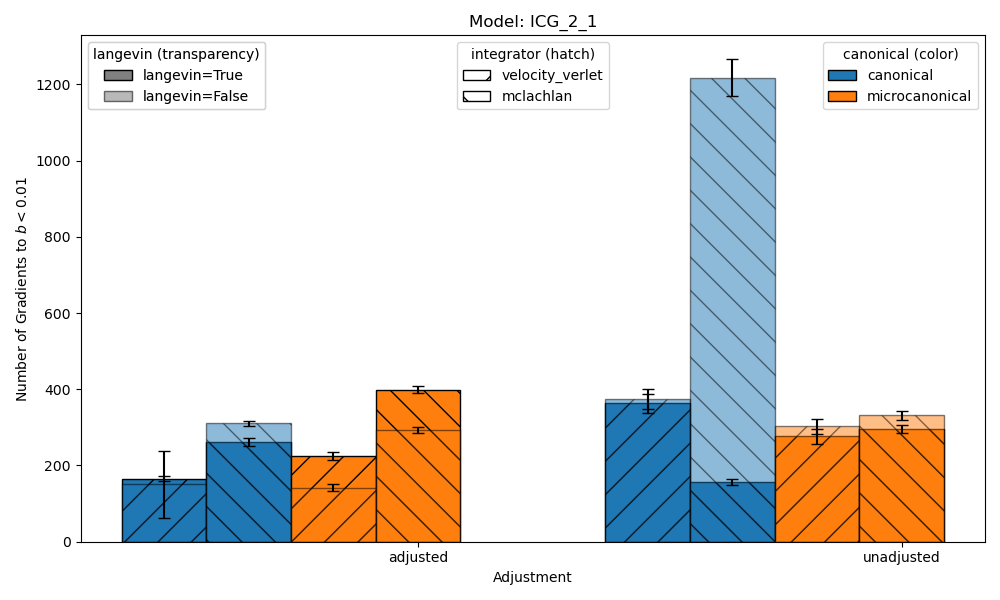 Model: ICG_2_1
langevin (transparency)
langevin=True
langevin=False
integrator (hatch)
velocity_verlet
mclachlan
canonical (color)
canonical
microcanonical
Number of Gradients to b < 0.01
1200
1000
800
600
400
200
0
adjusted
unadjusted
Adjustment